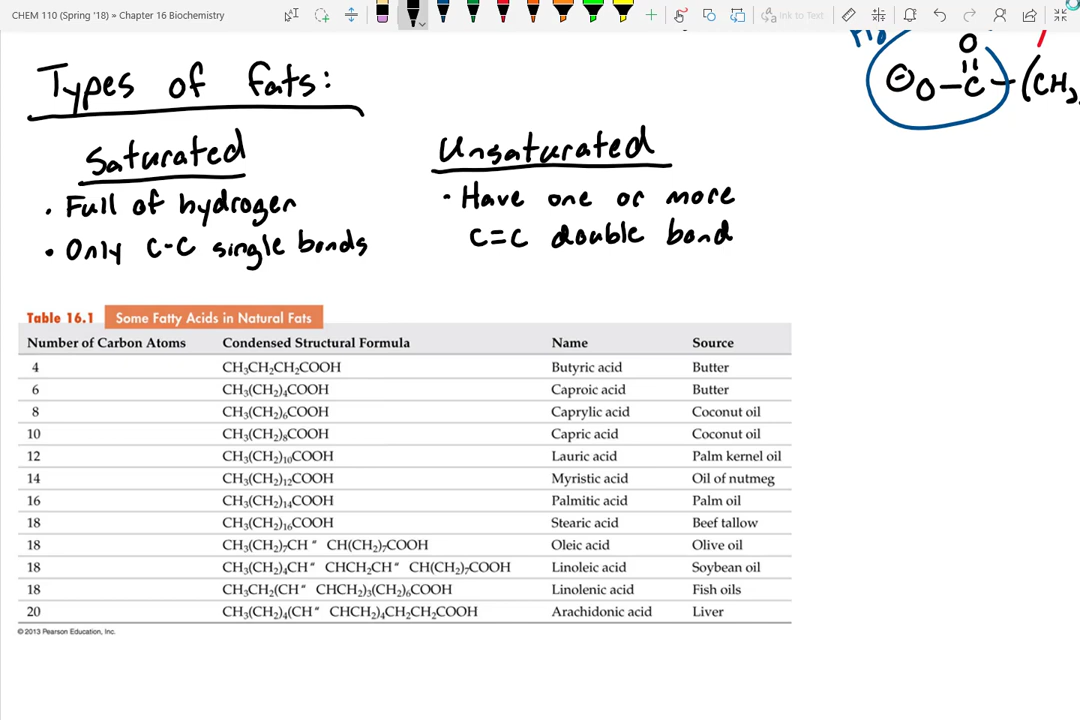 CHEM 110 (Spring '18) » Chapter 16 Biochemistry
Ink to Text
Types of fats:
Saturated
• Full of hydrogen
• Only C-C single bonds
Unsaturated
• Have one or more
C=C double bond
O
⊖O-C-(CH₂
Table 16.1 Some Fatty Acids in Natural Fats
Number of Carbon Atoms Condensed Structural Formula Name Source
4 CH₃CH₂CH₂COOH Butyric acid Butter
6 CH₃(CH₂)₄COOH Caproic acid Butter
8 CH₃(CH₂)₆COOH Caprylic acid Coconut oil
10 CH₃(CH₂)₈COOH Capric acid Coconut oil
12 CH₃(CH₂)₁₀COOH Lauric acid Palm kernel oil
14 CH₃(CH₂)₁₂COOH Myristic acid Oil of nutmeg
16 CH₃(CH₂)₁₄COOH Palmitic acid Palm oil
18 CH₃(CH₂)₁₆COOH Stearic acid Beef tallow
18 CH₃(CH₂)₇CH " CH(CH₂)₇COOH Oleic acid Olive oil
18 CH₃(CH₂)₄CH " CHCH₂CH " CH(CH₂)₇COOH Linoleic acid Soybean oil
18 CH₃CH₂(CH " CHCH₂)₃(CH₂)₆COOH Linolenic acid Fish oils
20 CH₃(CH₂)₄(CH " CHCH₂)₄CH₂CH₂COOH Arachidonic acid Liver
© 2013 Pearson Education, Inc.